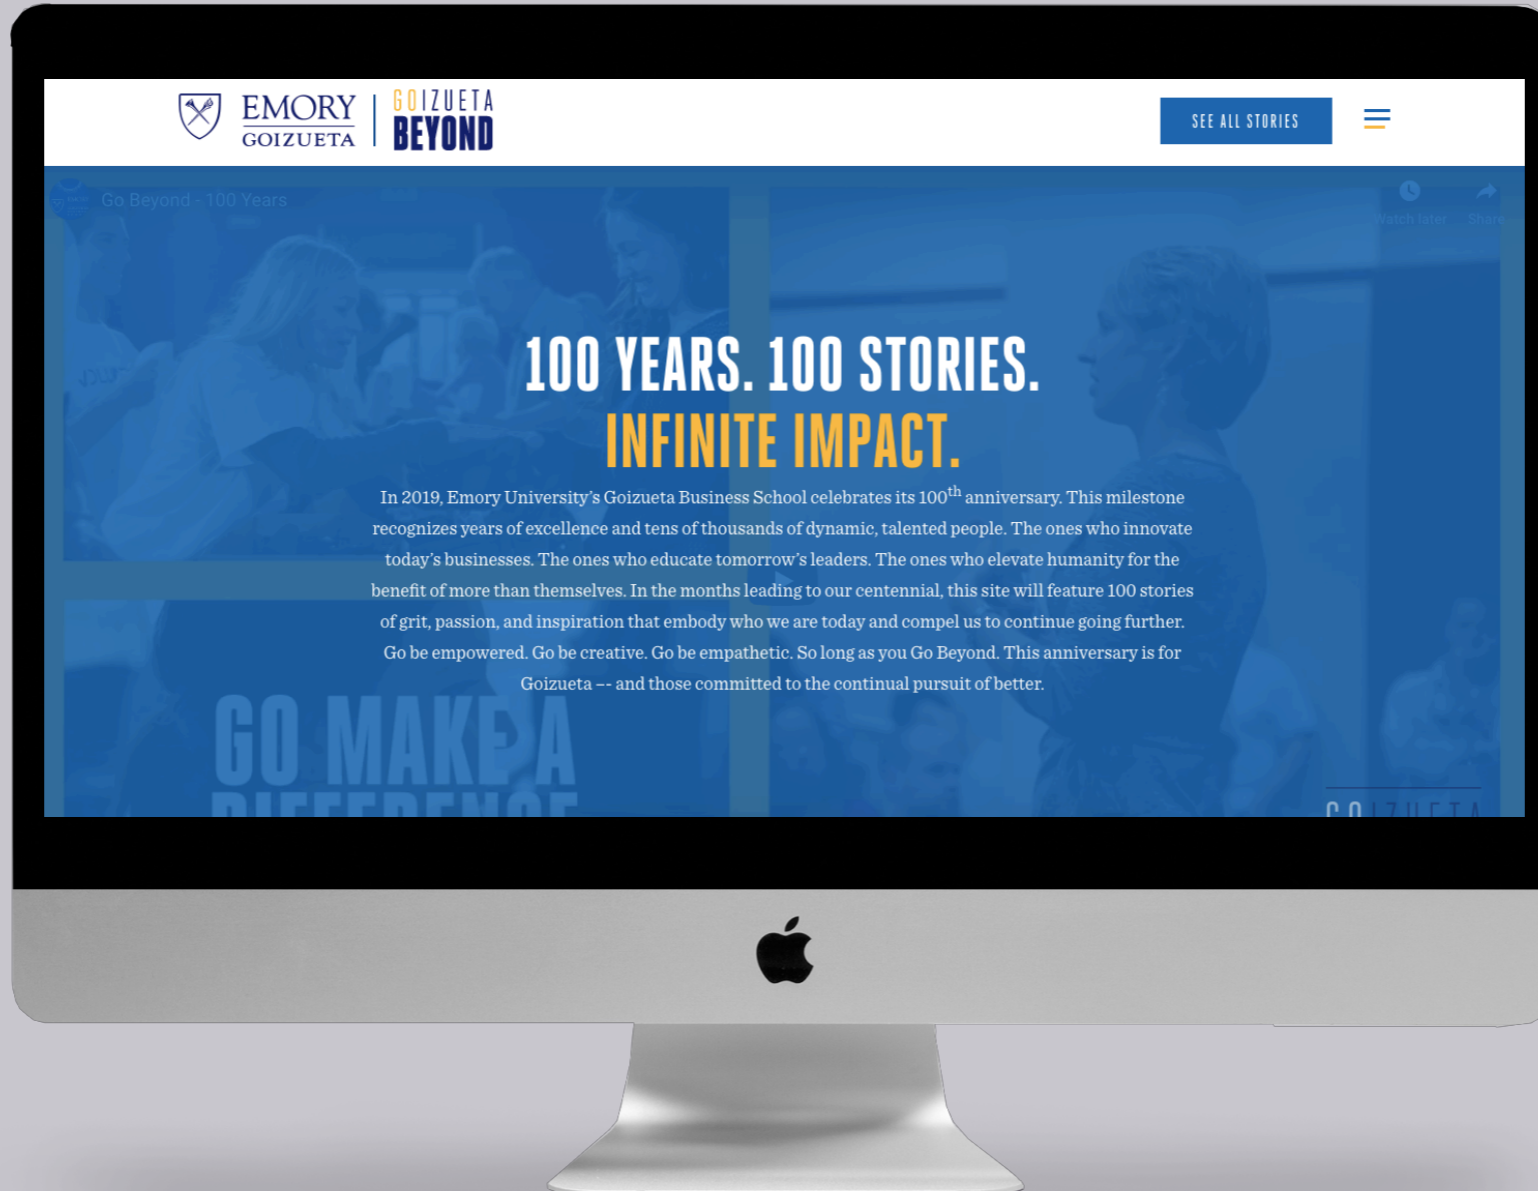 EMORY
GOIZUETA
GOIZUETA
BEYOND
SEE ALL STORIES
Go Beyond - 100 Years
Watch later
Share
100 YEARS. 100 STORIES.
INFINITE IMPACT.
In 2019, Emory University’s Goizueta Business School celebrates its 100th anniversary. This milestone
recognizes years of excellence and tens of thousands of dynamic, talented people. The ones who innovate
today’s businesses. The ones who educate tomorrow’s leaders. The ones who elevate humanity for the
benefit of more than themselves. In the months leading to our centennial, this site will feature 100 stories
of grit, passion, and inspiration that embody who we are today and compel us to continue going further.
Go be empowered. Go be creative. Go be empathetic. So long as you Go Beyond. This anniversary is for
Goizueta -- and those committed to the continual pursuit of better.
GO MAKE A
DIFFERENCE
GOIZUETA